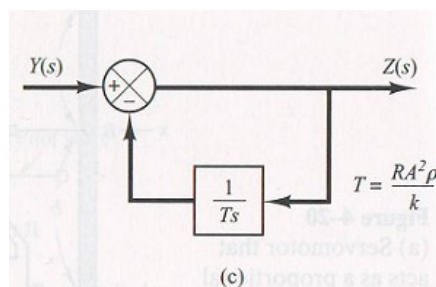 Y(s)
+
−
Z(s)
1
Ts
T = RA²ρ
k
(c)